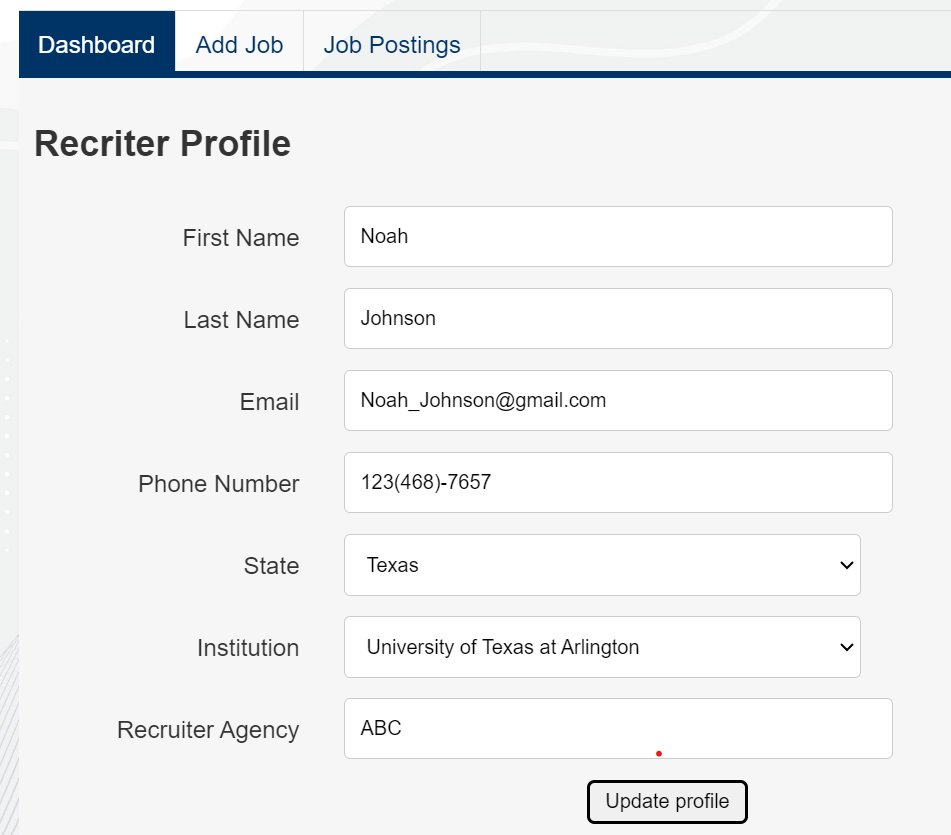 Dashboard Add Job Job Postings
Recriter Profile
First Name Noah
Last Name Johnson
Email Noah_Johnson@gmail.com
Phone Number 123(468)-7657
State Texas
Institution University of Texas at Arlington
Recruiter Agency ABC
Update profile